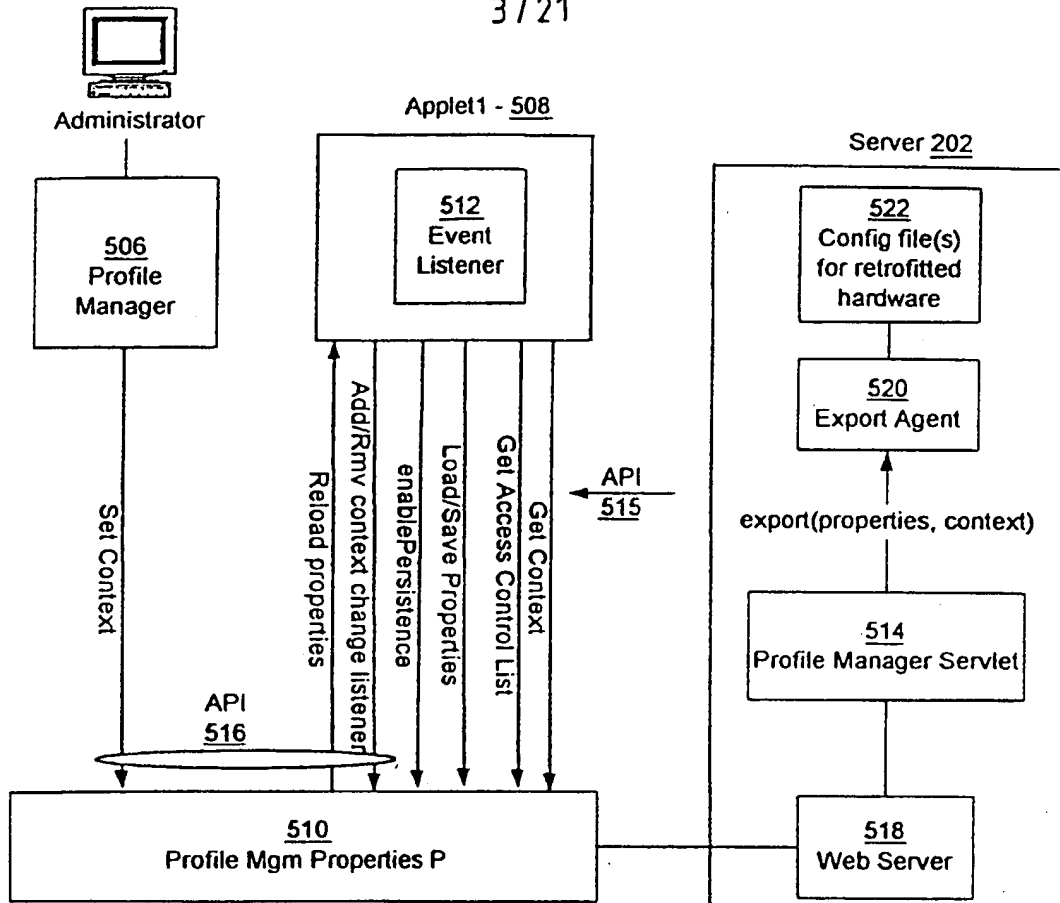 3/21
Administrator
Applet1 - 508
Server 202
506
Profile
Manager
512
Event
Listener
522
Config file(s)
for retrofitted
hardware
520
Export Agent
export(properties, context)
514
Profile Manager Servlet
518
Web Server
Set Context
Reload properties
Add/Rmv context change listener
enablePersistence
Load/Save Properties
Get Access Control List
Get Context
API
515
API
516
510
Profile Mgm Properties P